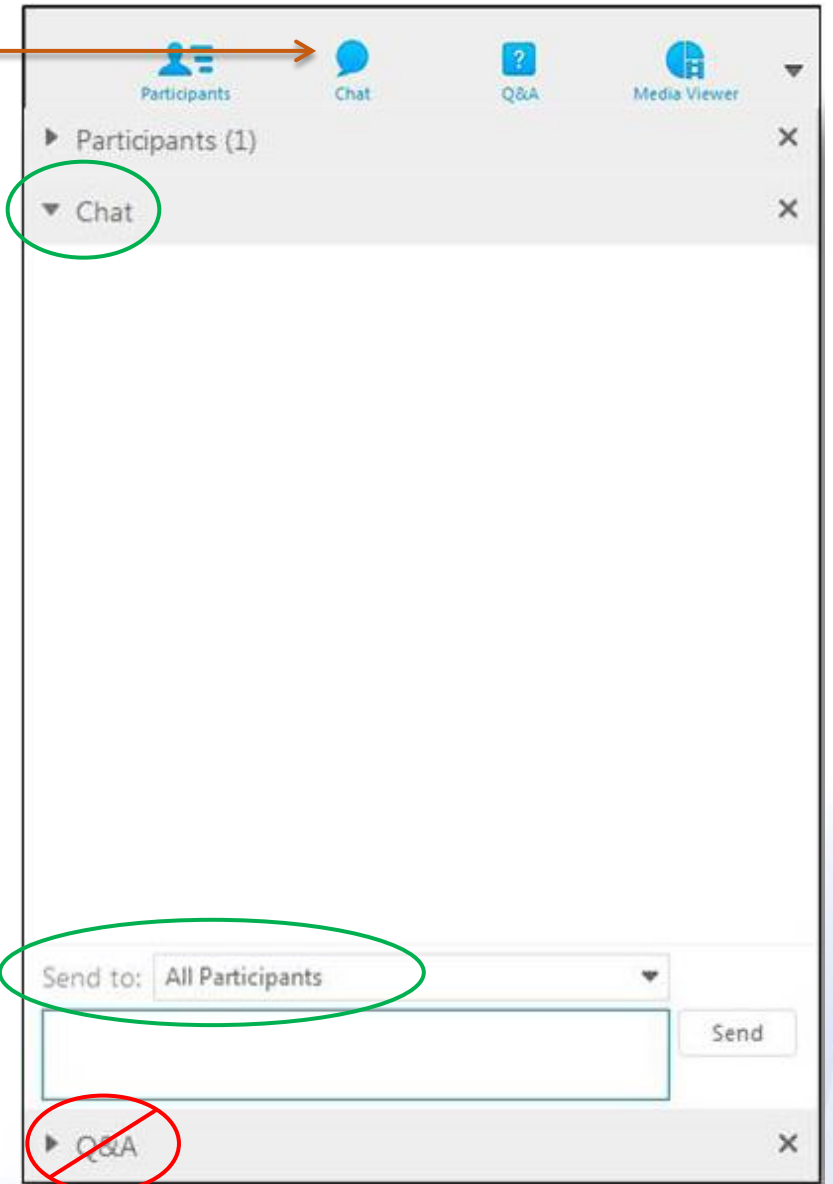 Participants Chat Q&A Media Viewer
Participants (1)
Chat
Send to: All Participants
Send
Q&A